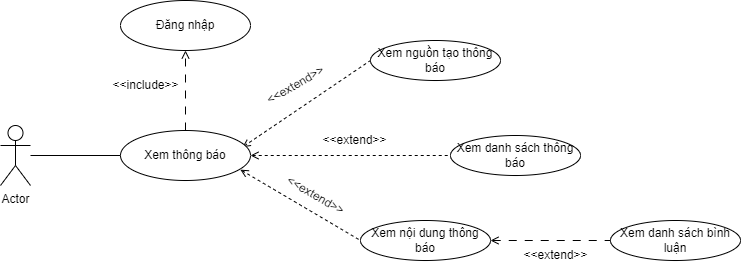 Đăng nhập
Xem nguồn tạo thông
báo
<<extend>>
<<include>>
<<extend>>
Xem thông báo
Xem danh sách thông
báo
Actor
<<extend>>
Xem nội dung thông
báo
Xem danh sách bình
luận
<<extend>>